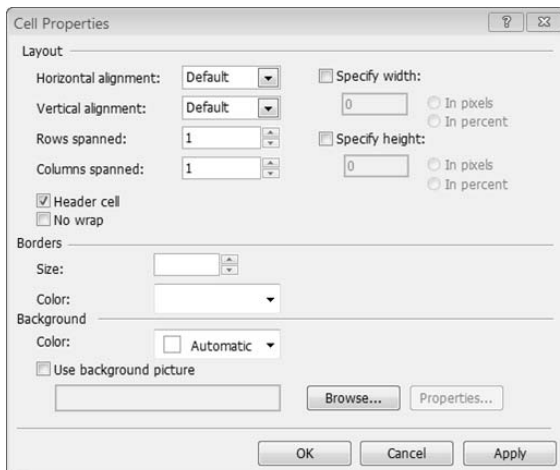 Cell Properties
Layout
Horizontal alignment: Default
Vertical alignment: Default
Rows spanned: 1
Columns spanned: 1
Header cell
No wrap
Specify width:
0
In pixels
In percent
Specify height:
0
In pixels
In percent
Borders
Size:
Color:
Background
Color: Automatic
Use background picture
Browse... Properties...
OK Cancel Apply